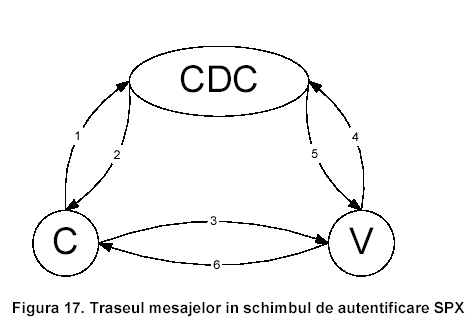 CDC
1
2
5
4
3
C
V
6
Figura 17. Traseul mesajelor in schimbul de autentificare SPX